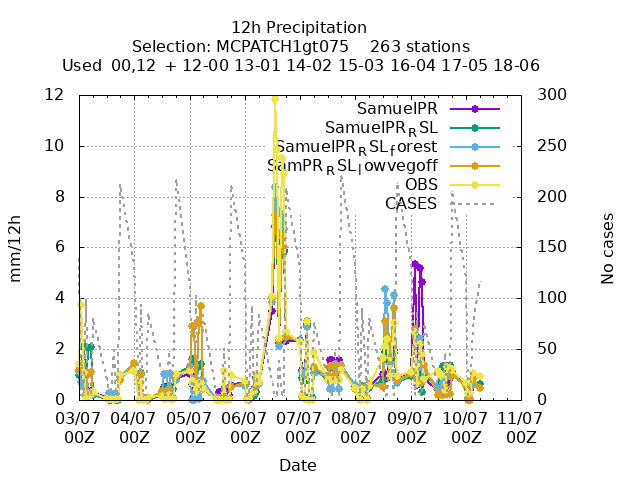 12h Precipitation
Selection: MCPATCH1gt075 263 stations
Used 00,12 + 12-00 13-01 14-02 15-03 16-04 17-05 18-06
12 300
10 250
8 200
6 150
4 100
2 50
0 0
mm/12h
No cases
SamuelPR
SamuelPR_RSL
SamuelPR_RSL_forest
SamPR_RSL_lowvegoff
OBS
CASES
03/07 04/07 05/07 06/07 07/07 08/07 09/07 10/07 11/07
00Z 00Z 00Z 00Z 00Z 00Z 00Z 00Z 00Z
Date